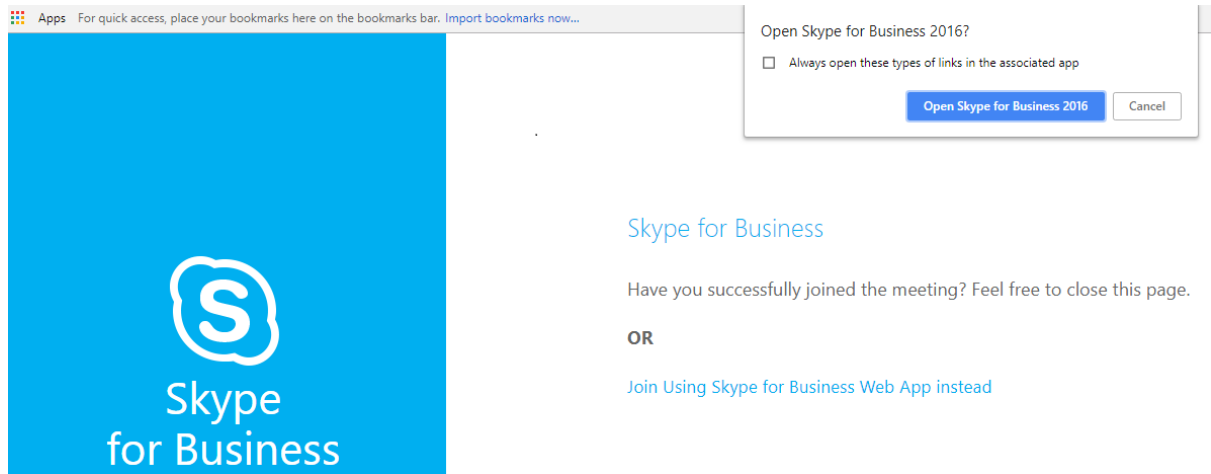 Apps For quick access, place your bookmarks here on the bookmarks bar. Import bookmarks now...
Open Skype for Business 2016?
Always open these types of links in the associated app
Open Skype for Business 2016 Cancel
Skype for Business
Have you successfully joined the meeting? Feel free to close this page.
OR
Join Using Skype for Business Web App instead
S
Skype
for Business